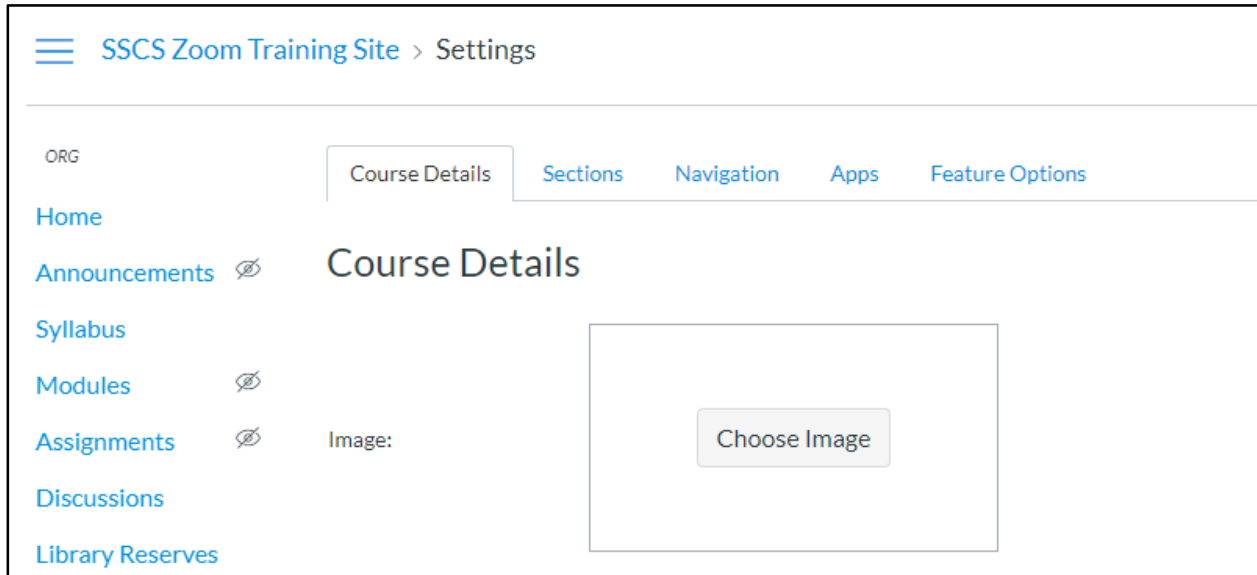 SSCS Zoom Training Site > Settings
ORG
Course Details Sections Navigation Apps Feature Options
Home
Announcements
Course Details
Syllabus
Modules
Assignments
Image:
Choose Image
Discussions
Library Reserves